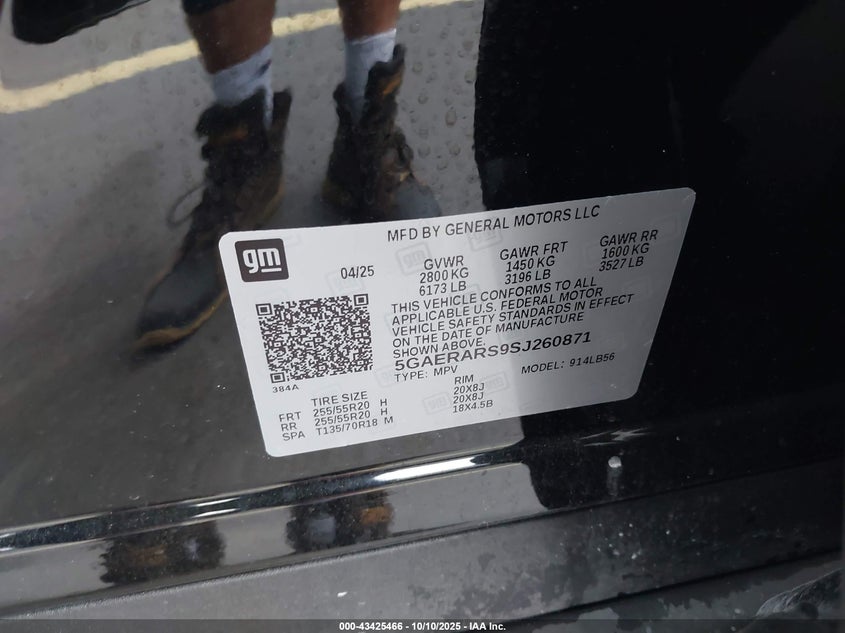 MFD BY GENERAL MOTORS LLC
gm
04/25
GVWR
2800 KG
6173 LB
GAWR FRT
1450 KG
3196 LB
GAWR RR
1600 KG
3527 LB
THIS VEHICLE CONFORMS TO ALL
APPLICABLE U.S. FEDERAL MOTOR
VEHICLE SAFETY STANDARDS IN EFFECT
ON THE DATE OF MANUFACTURE
SHOWN ABOVE.
5GAERARS9SJ260871
TYPE: MPV
MODEL: 914LB56
384A
TIRE SIZE
RIM
FRT 255/55R20 H 20X8J
RR 255/55R20 H 20X8J
SPA T135/70R18 M 18X4.5B
000-43425466 - 10/10/2025 - IAA Inc.